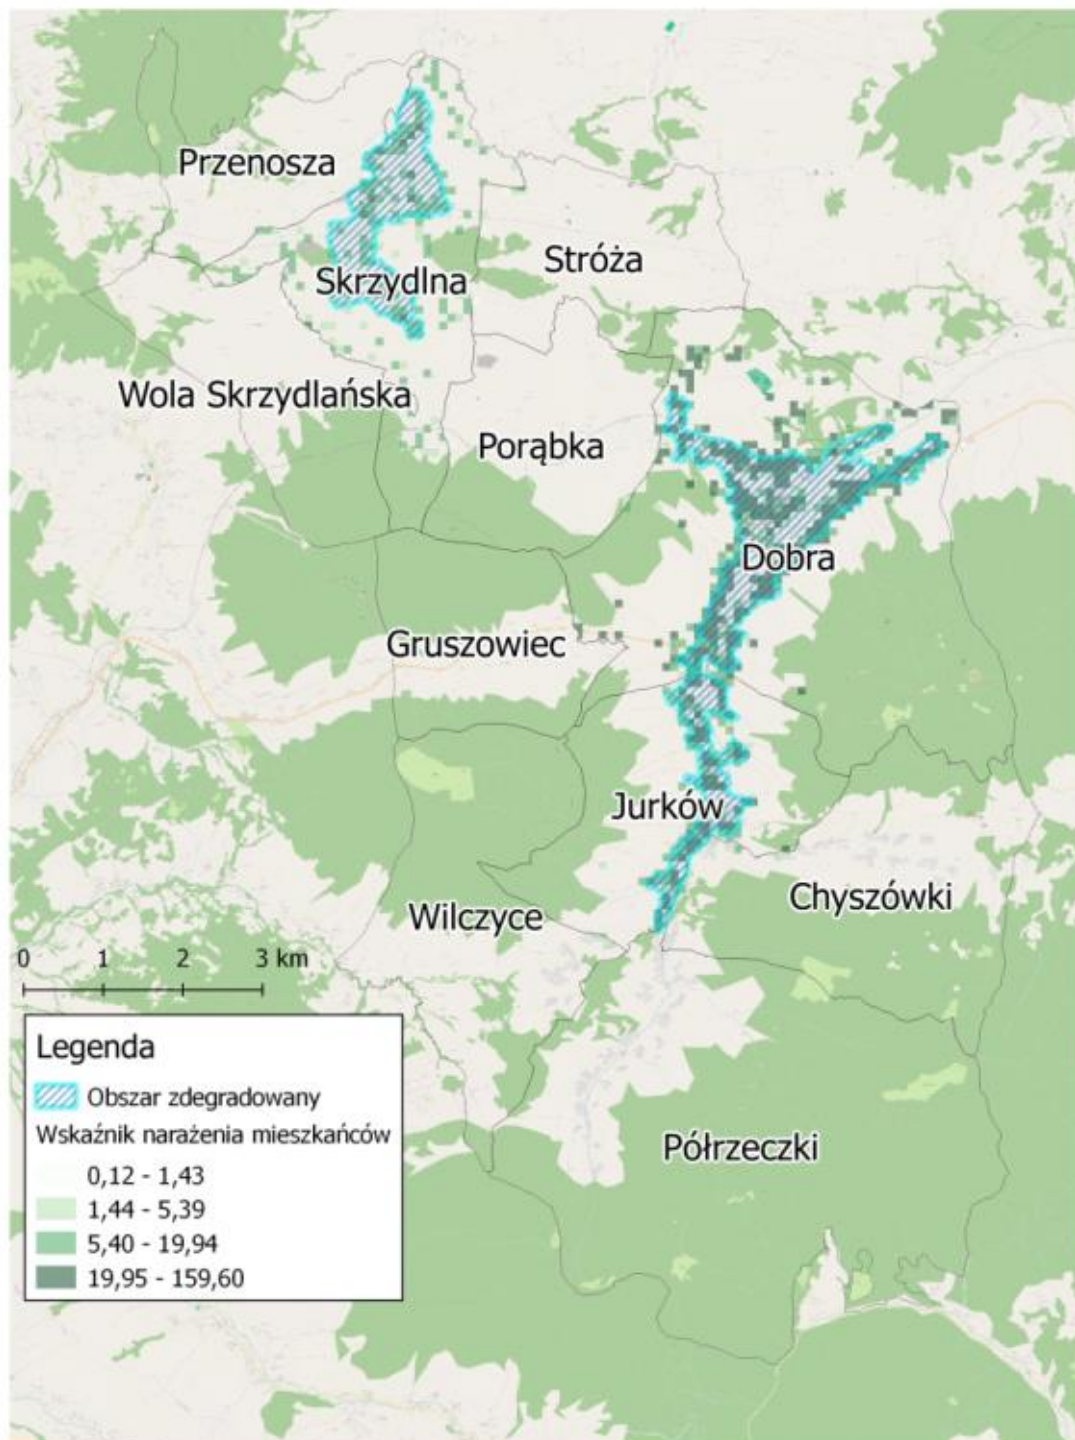 Przenosza
Stróża
Skrzydlna
Wola Skrzydlańska
Porąbka
Dobra
Gruszowiec
Jurków
Chyszówki
Wilczyce
0 1 2 3 km
Legenda
Obszar zdegradowany
Wskaźnik narażenia mieszkańców
0,12 - 1,43
1,44 - 5,39
5,40 - 19,94
19,95 - 159,60
Półrzeczki